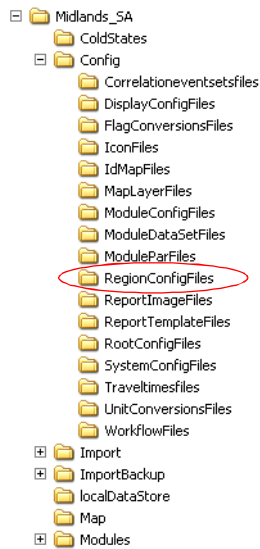 Midlands_SA
ColdStates
Config
Correlationeventsetsfiles
DisplayConfigFiles
FlagConversionsFiles
IconFiles
IdMapFiles
MapLayerFiles
ModuleConfigFiles
ModuleDataSetFiles
ModuleParFiles
RegionConfigFiles
ReportImageFiles
ReportTemplateFiles
RootConfigFiles
SystemConfigFiles
Traveltimesfiles
UnitConversionsFiles
WorkflowFiles
Import
ImportBackup
localDataStore
Map
Modules